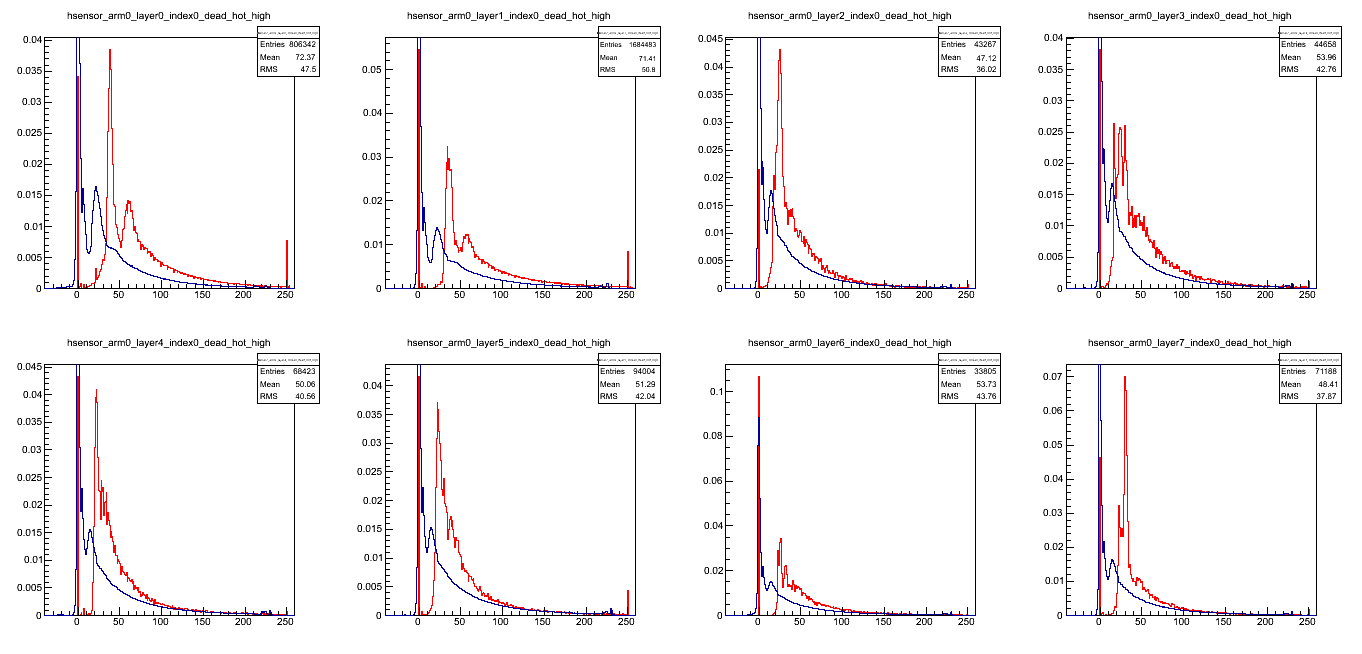 hsensor_arm0_layer0_index0_dead_hot_high
Entries 806342
Mean 72.37
RMS 47.5
0.04
0.035
0.03
0.025
0.02
0.015
0.01
0.005
0
0 50 100 150 200 250
hsensor_arm0_layer1_index0_dead_hot_high
Entries 1684483
Mean 71.41
RMS 50.8
0.05
0.04
0.03
0.02
0.01
0
0 50 100 150 200 250
hsensor_arm0_layer2_index0_dead_hot_high
Entries 43267
Mean 47.12
RMS 36.02
0.045
0.04
0.035
0.03
0.025
0.02
0.015
0.01
0.005
0
0 50 100 150 200 250
hsensor_arm0_layer3_index0_dead_hot_high
Entries 44658
Mean 53.96
RMS 42.76
0.04
0.035
0.03
0.025
0.02
0.015
0.01
0.005
0
0 50 100 150 200 250
hsensor_arm0_layer4_index0_dead_hot_high
Entries 68423
Mean 50.06
RMS 40.56
0.045
0.04
0.035
0.03
0.025
0.02
0.015
0.01
0.005
0
0 50 100 150 200 250
hsensor_arm0_layer5_index0_dead_hot_high
Entries 94004
Mean 51.29
RMS 42.04
0.04
0.035
0.03
0.025
0.02
0.015
0.01
0.005
0
0 50 100 150 200 250
hsensor_arm0_layer6_index0_dead_hot_high
Entries 33805
Mean 53.73
RMS 43.76
0.1
0.08
0.06
0.04
0.02
0
0 50 100 150 200 250
hsensor_arm0_layer7_index0_dead_hot_high
Entries 71188
Mean 48.41
RMS 37.87
0.07
0.06
0.05
0.04
0.03
0.02
0.01
0
0 50 100 150 200 250